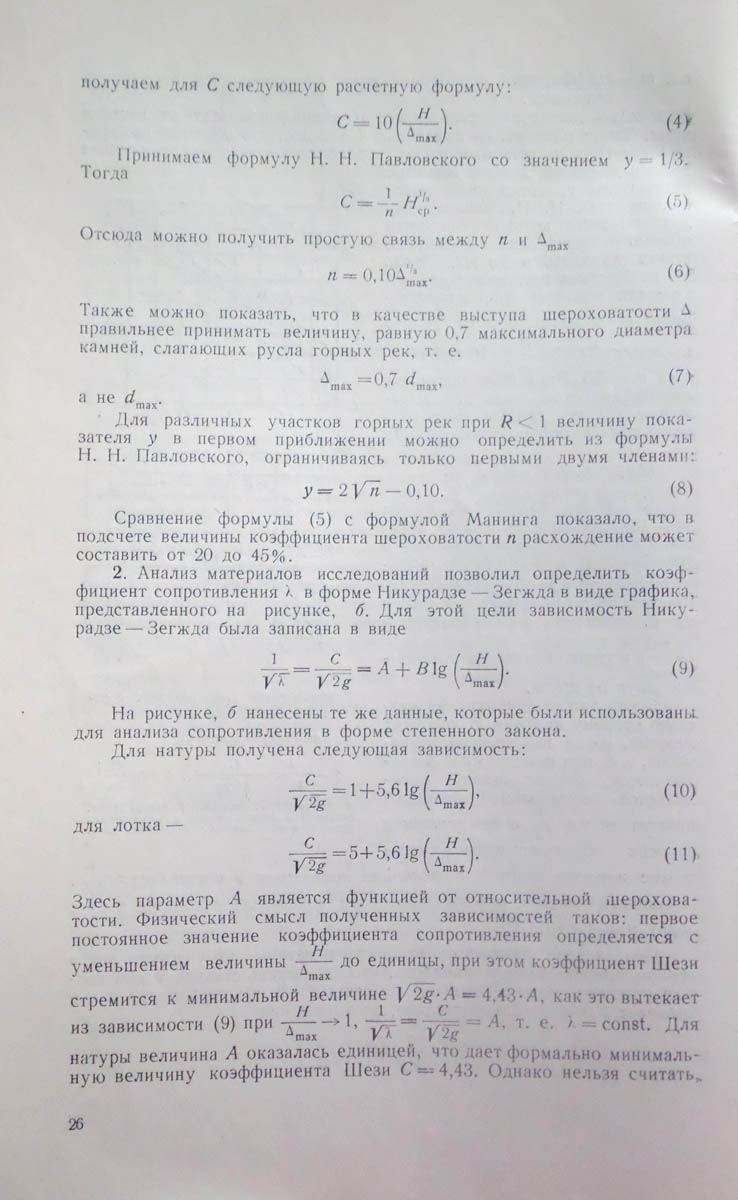 получаем для С следующую расчетную формулу:
C = 10 (H / Δmax). (4)
Принимаем формулу Н. Н. Павловского со значением y = 1/3.
Тогда
C = 1/n H^1/3 ср. (5)
Отсюда можно получить простую связь между n и Δmax
n = 0,10Δ^1/3 max. (6)
Также можно показать, что в качестве выступа шероховатости Δ
правильнее принимать величину, равную 0,7 максимального диаметра
камней, слагающих русла горных рек, т. е.
Δmax = 0,7 dmax, (7)
а не dmax.
Для различных участков горных рек при R < 1 величину пока-
зателя y в первом приближении можно определить из формулы
Н. Н. Павловского, ограничиваясь только первыми двумя членами:
y = 2√n — 0,10. (8)
Сравнение формулы (5) с формулой Манинга показало, что в
подсчете величины коэффициента шероховатости n расхождение может
составить от 20 до 45%.
2. Анализ материалов исследований позволил определить коэф-
фициент сопротивления λ в форме Никурадзе — Зегжда в виде графика,
представленного на рисунке, б. Для этой цели зависимость Нику-
радзе — Зегжда была записана в виде
1/√λ = C/√2g = A + B lg (H/Δmax). (9)
На рисунке, б нанесены те же данные, которые были использованы
для анализа сопротивления в форме степенного закона.
Для натуры получена следующая зависимость:
C/√2g = 1+5,6 lg (H/Δmax), (10)
для лотка —
C/√2g = 5+5,6 lg (H/Δmax). (11)
Здесь параметр А является функцией от относительной шерохова-
тости. Физический смысл полученных зависимостей таков: первое
постоянное значение коэффициента сопротивления определяется с
уменьшением величины H/Δmax до единицы, при этом коэффициент Шези
стремится к минимальной величине √2g·A = 4,43·A, как это вытекает
из зависимости (9) при H/Δmax → 1, 1/√λ = C/√2g = A, т. е. λ = const. Для
натуры величина А оказалась единицей, что дает формально минималь-
ную величину коэффициента Шези C = 4,43. Однако нельзя считать,
26